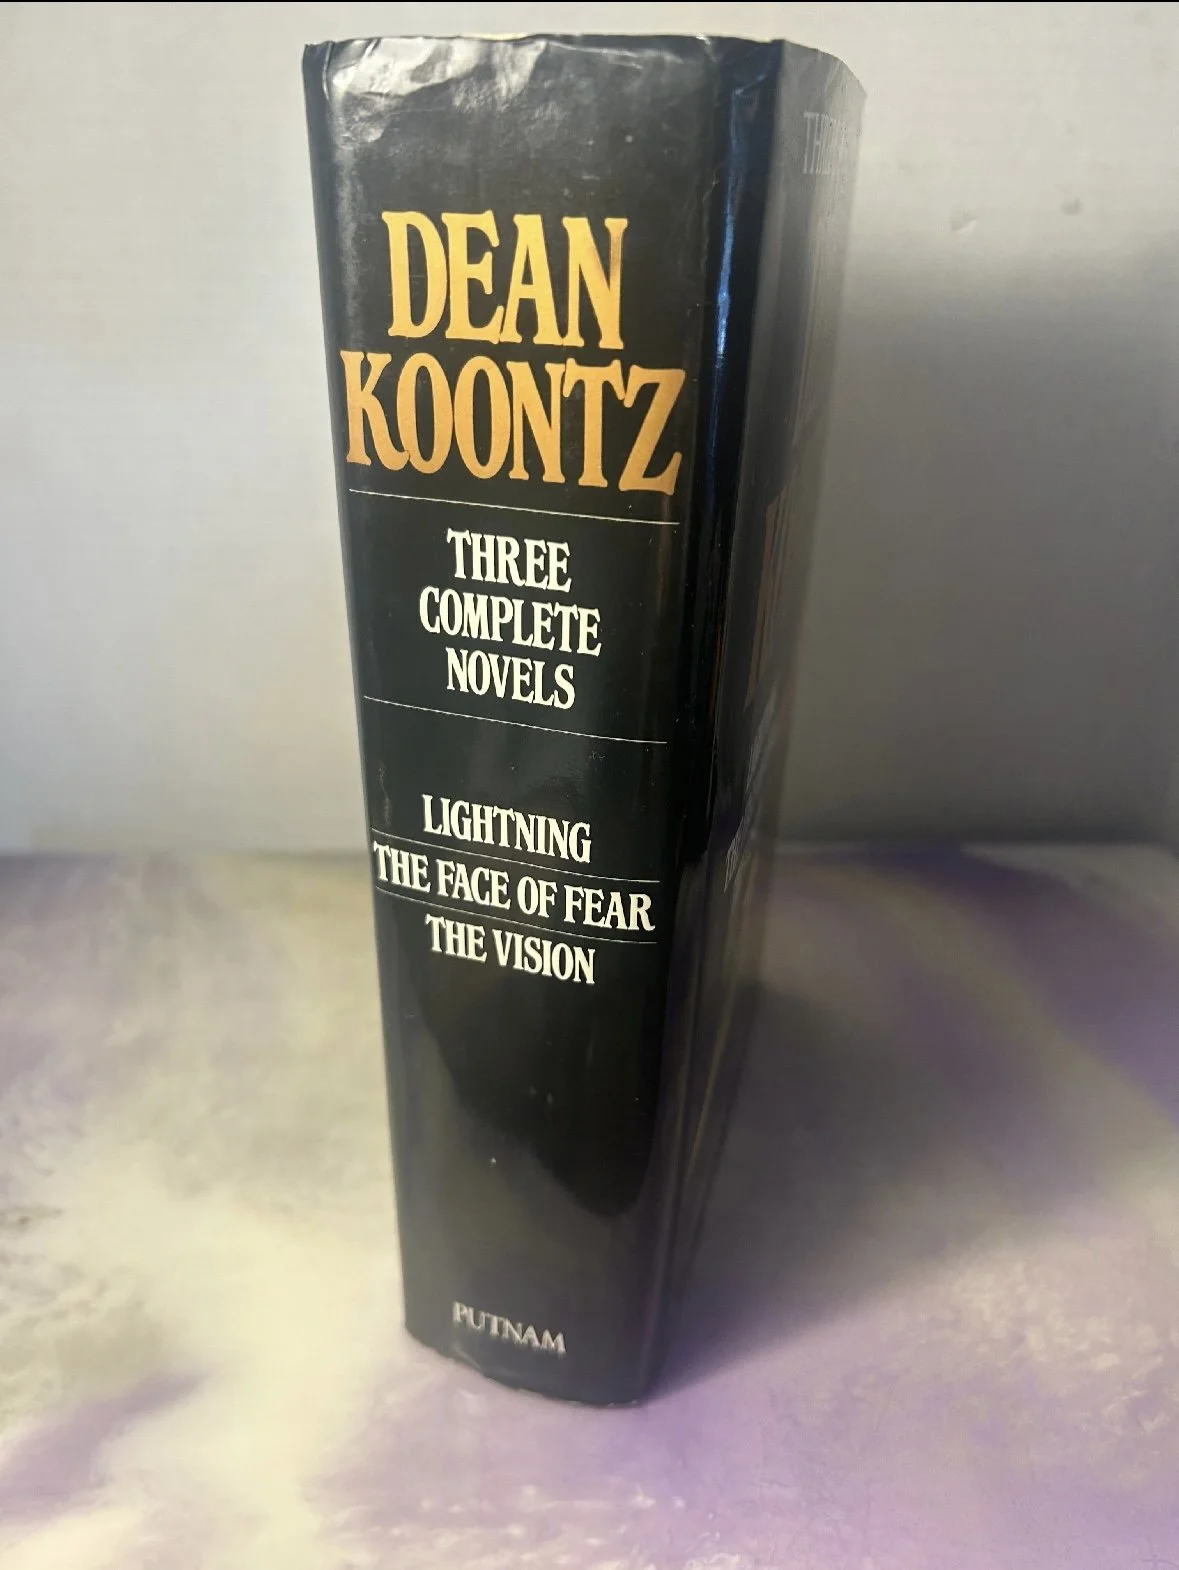 DEAN
KOONTZ
THREE
COMPLETE
NOVELS
LIGHTNING
THE FACE OF FEAR
THE VISION
PUTNAM